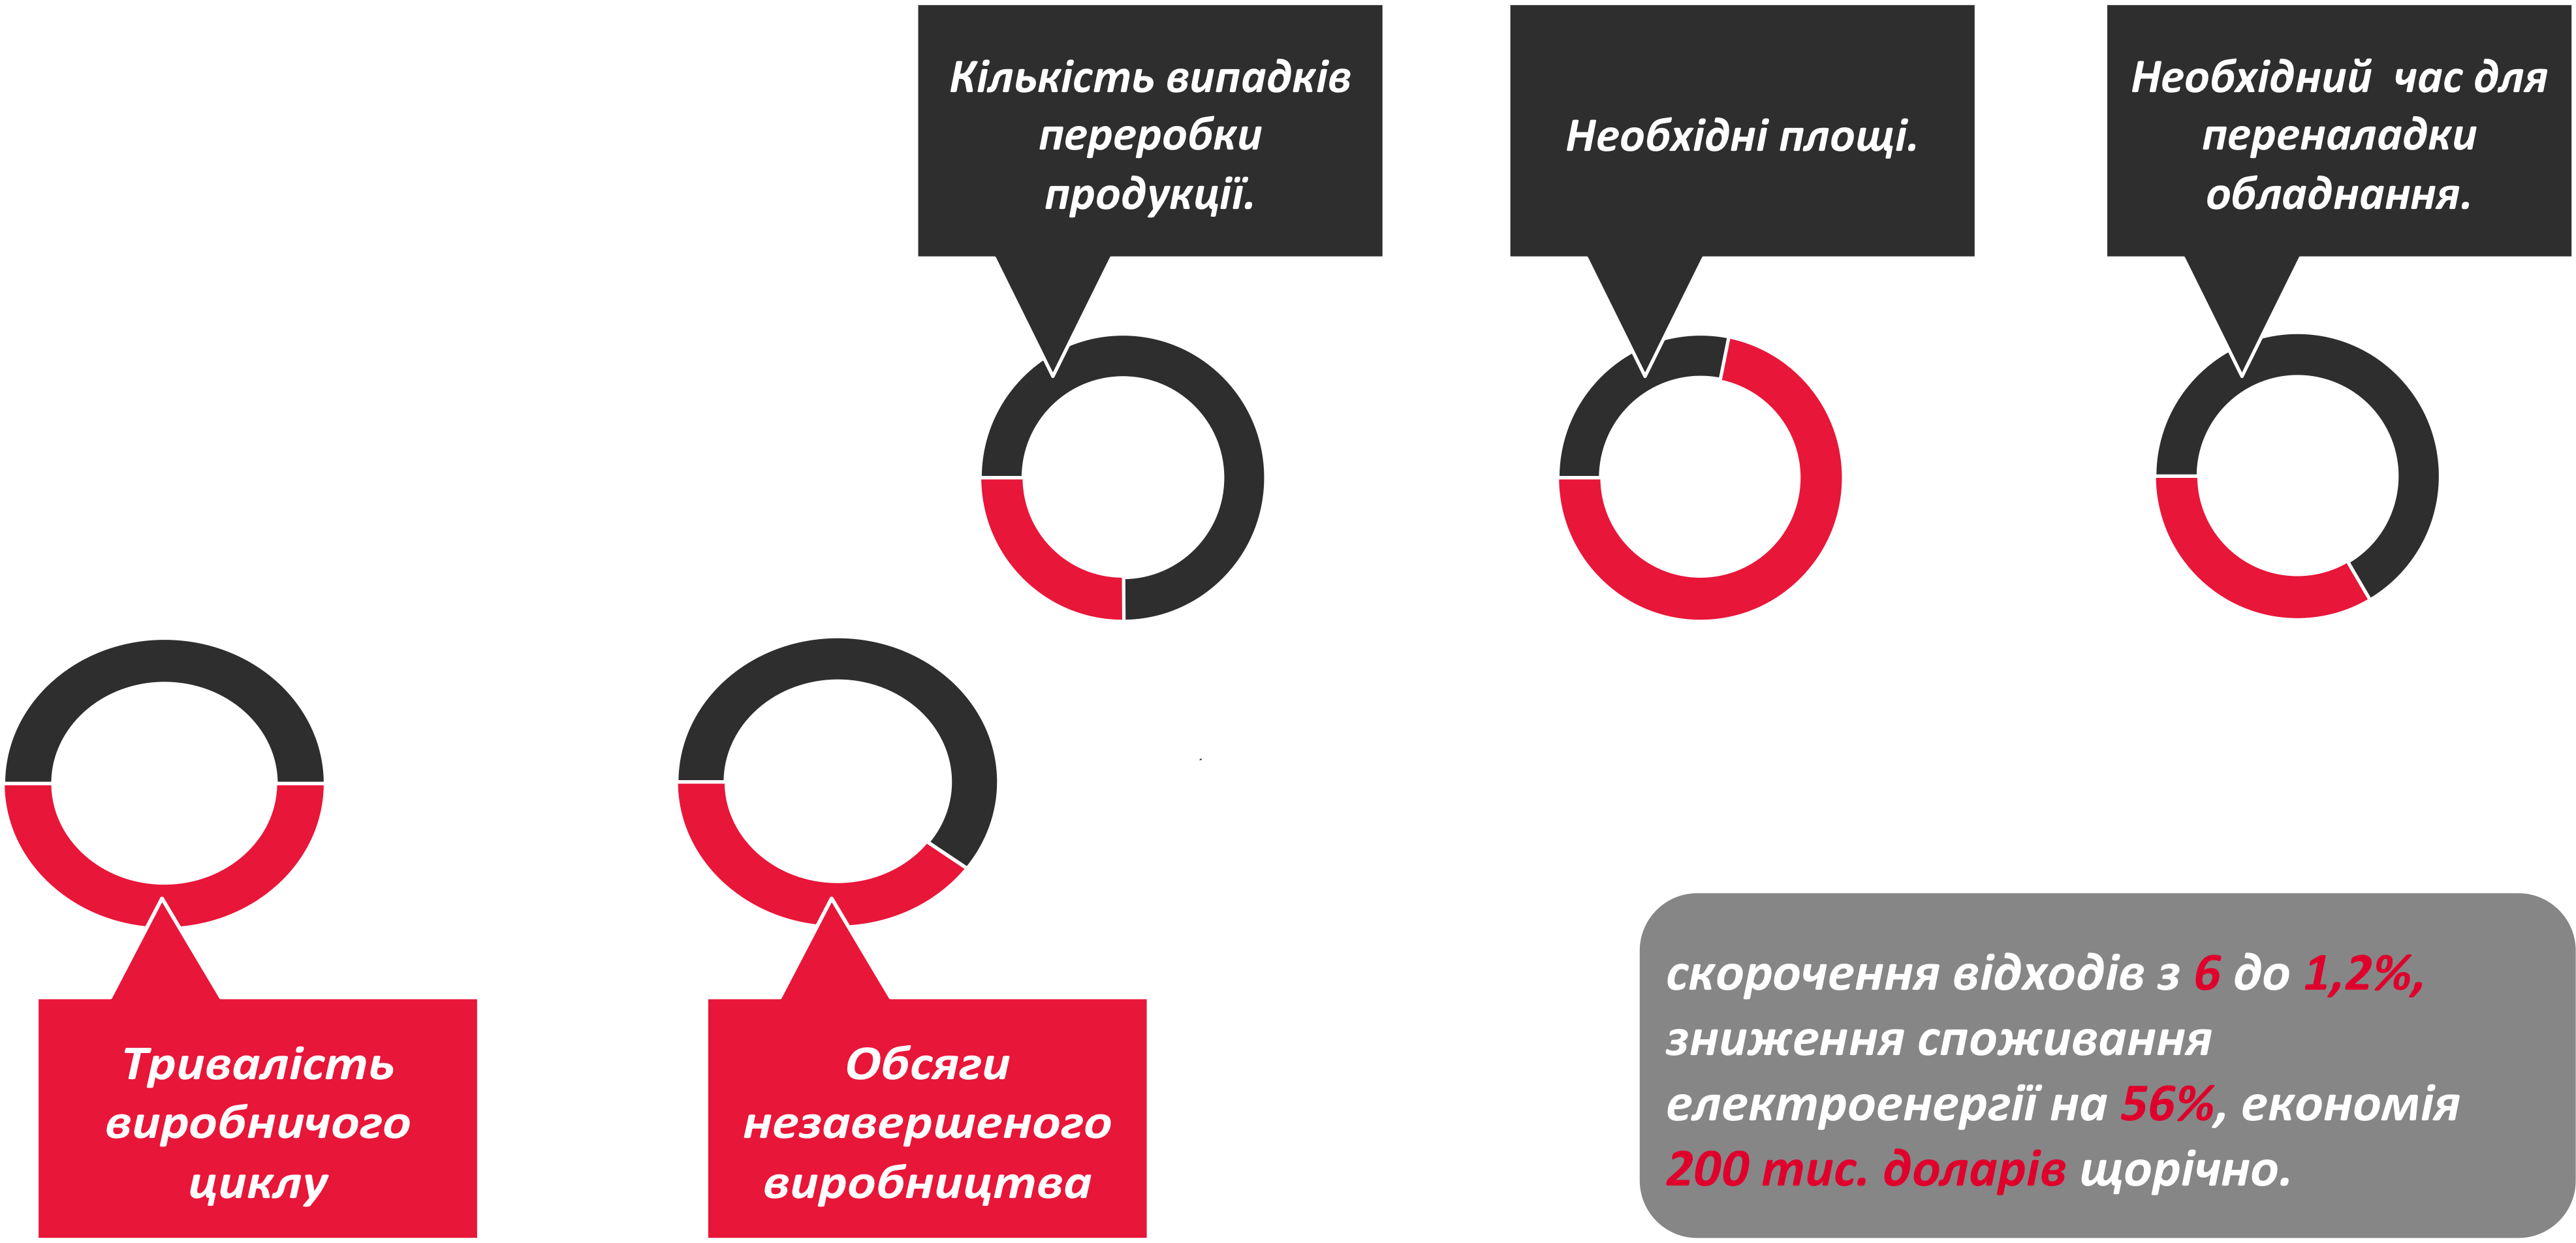 Кількість випадків
переробки
продукції.
Необхідні площі.
Необхідний  час для
переналадки
обладнання.
Тривалість
виробничого
циклу
Обсяги
незавершеного
виробництва
скорочення відходів з 6 до 1,2%,
зниження споживання
електроенергії на 56%, економія
200 тис. доларів щорічно.